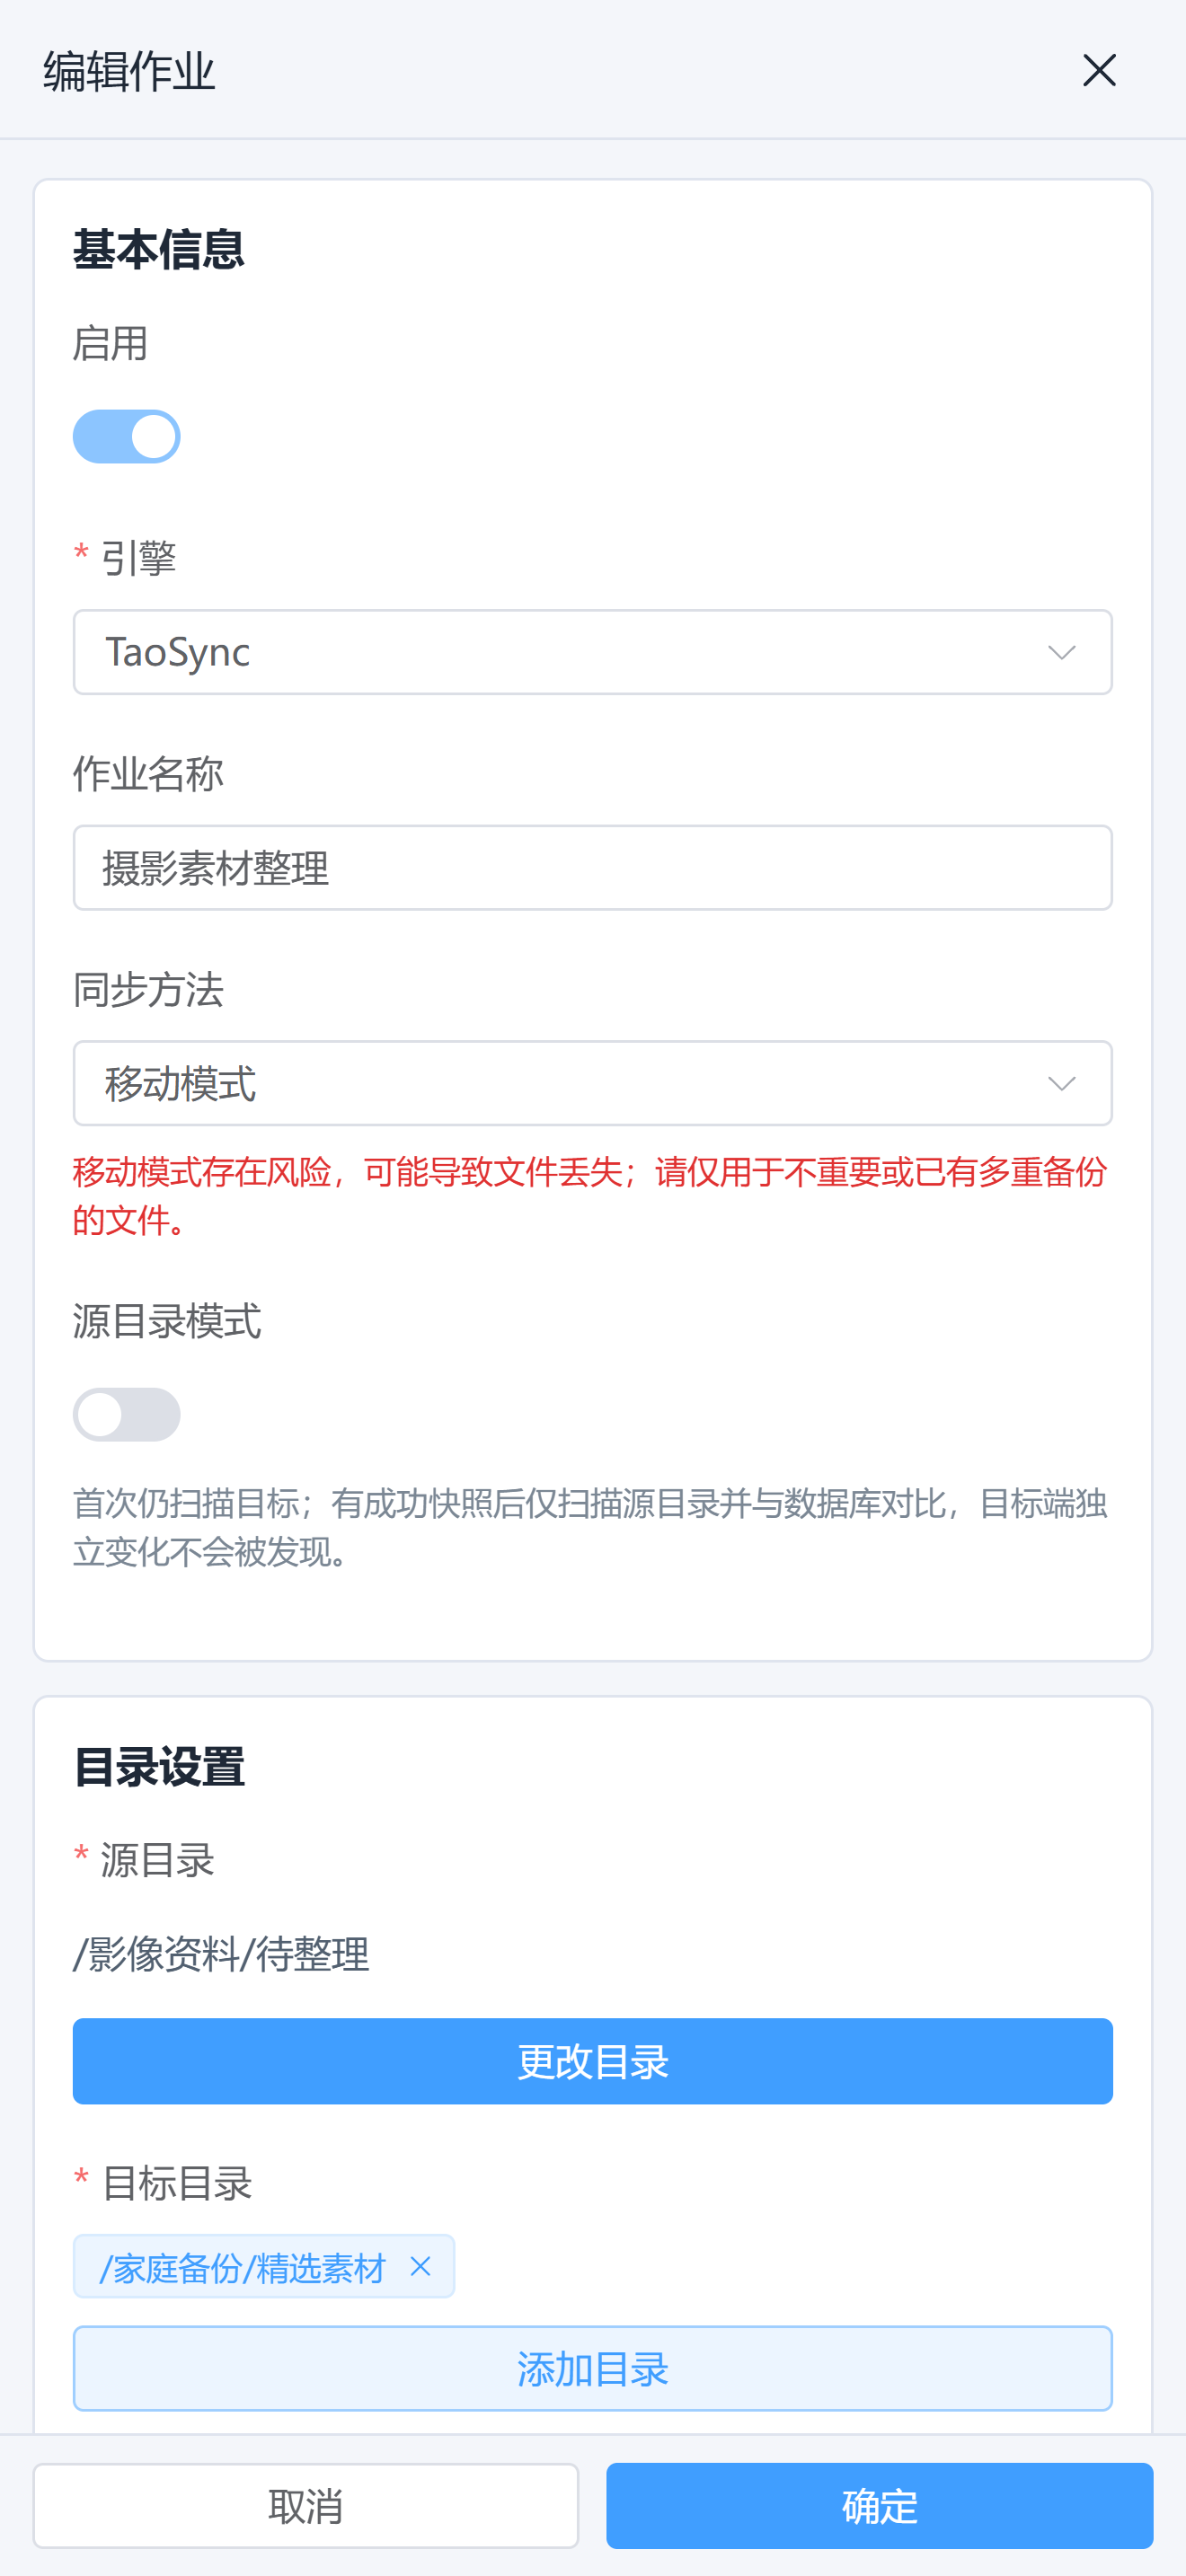 编辑作业
基本信息
启用
* 引擎
TaoSync
作业名称
摄影素材整理
同步方法
移动模式
移动模式存在风险，可能导致文件丢失；请仅用于不重要或已有多重备份
的文件。
源目录模式
首次仍扫描目标；有成功快照后仅扫描源目录并与数据库对比，目标端独
立变化不会被发现。
目录设置
* 源目录
/影像资料/待整理
更改目录
* 目标目录
/家庭备份/精选素材
添加目录
取消
确定